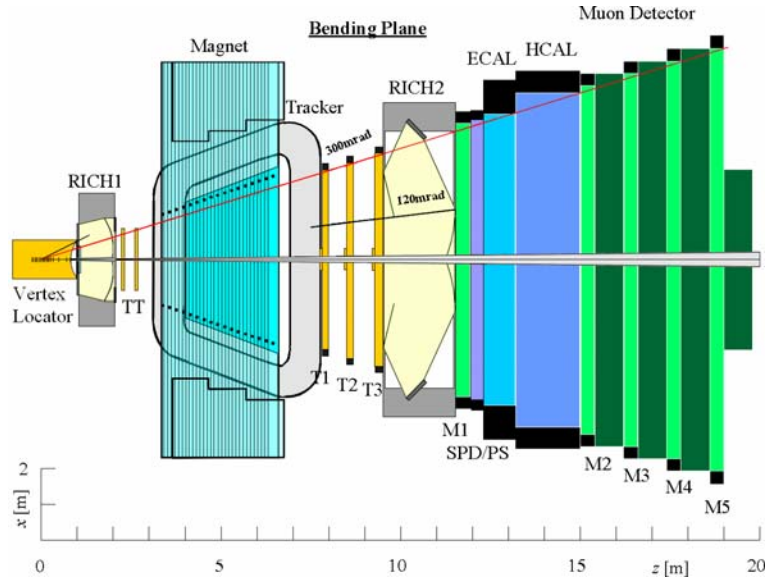 Muon Detector
Bending Plane
Magnet
ECAL
HCAL
RICH2
Tracker
300mrad
RICH1
120mrad
Vertex
Locator
TT
T1
T2
T3
M1
SPD/PS
M2
M3
M4
M5
2
x [m]
0
5
10
15
z [m]
20